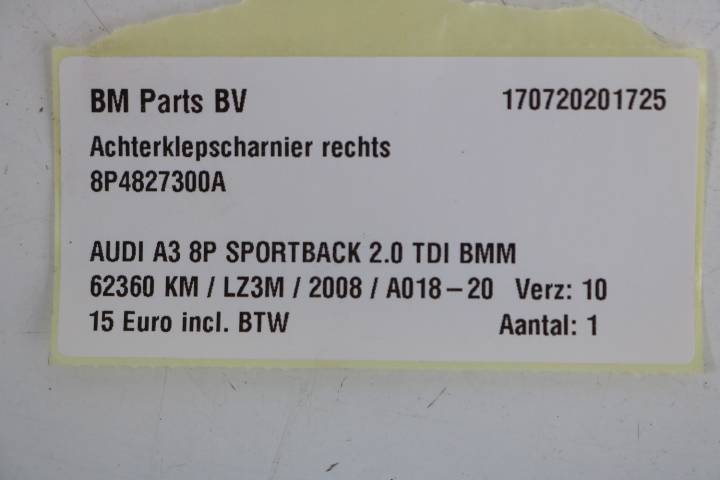 BM Parts BV 170720201725
Achterklepscharnier rechts
8P4827300A
AUDI A3 8P SPORTBACK 2.0 TDI BMM
62360 KM / LZ3M / 2008 / A018-20 Verz: 10
15 Euro incl. BTW Aantal: 1